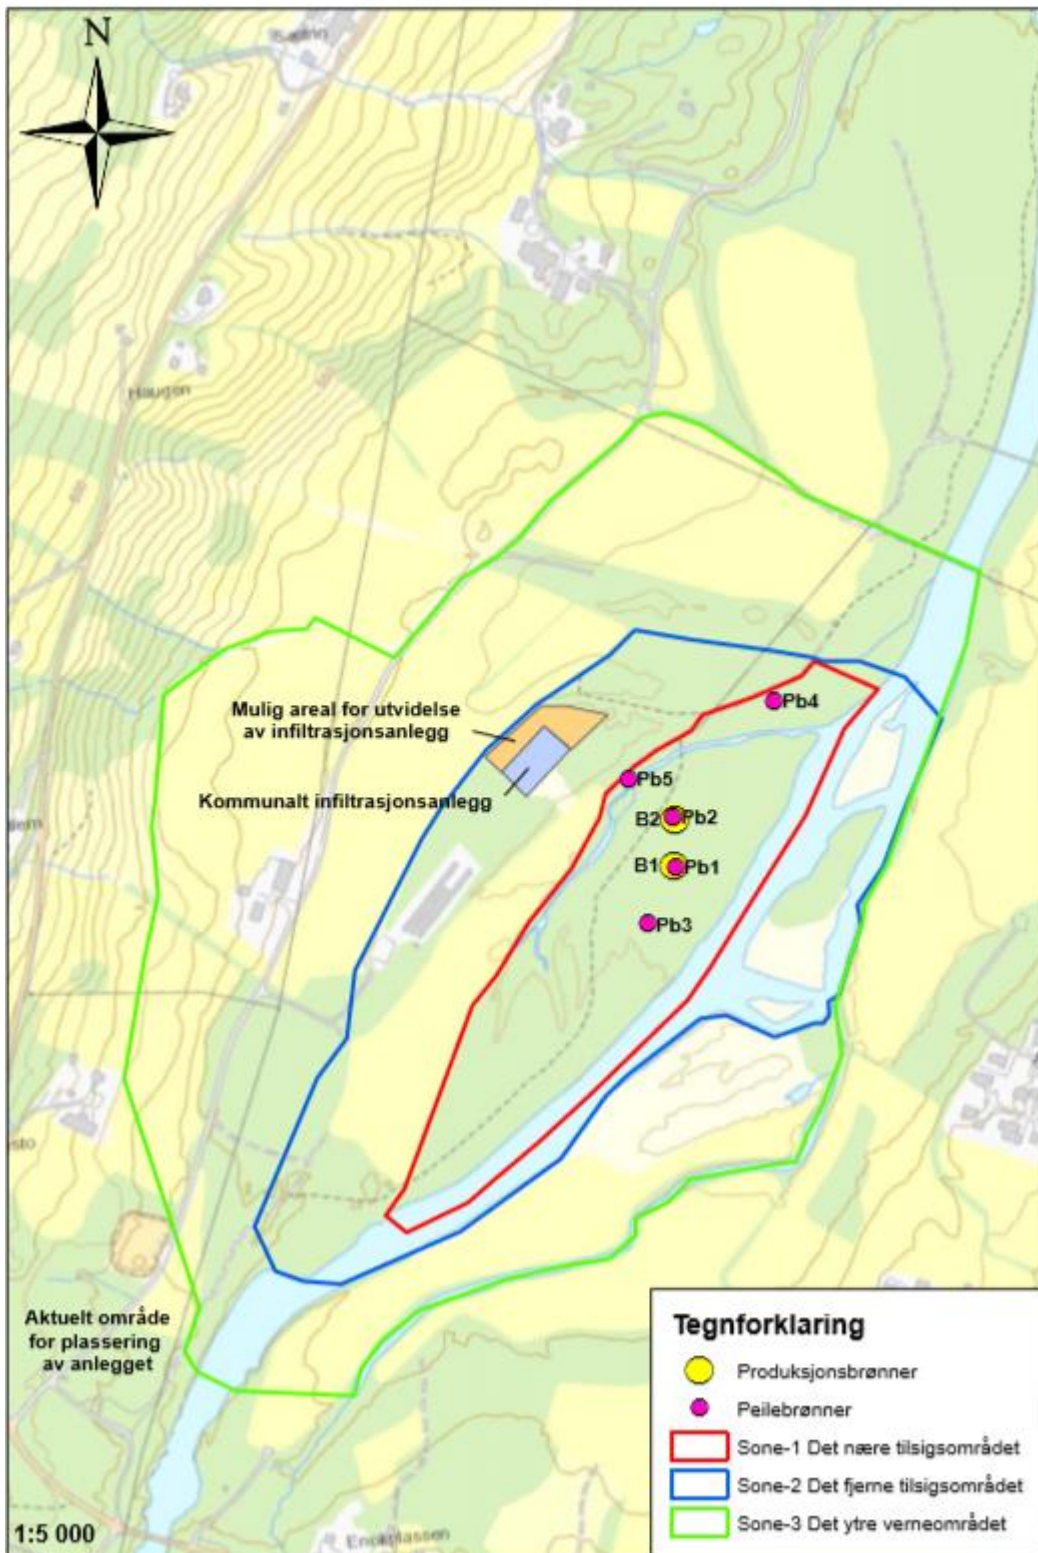 N
Haugen
Mulig areal for utvidelse
av infiltrasjonsanlegg
Kommunalt infiltrasjonsanlegg
Pb4
Pb5
B2
Pb2
B1
Pb1
Pb3
Aktuelt område
for plassering
av anlegget
1:5 000
Tegnforklaring
Produksjonsbrønner
Peilebrønner
Sone-1 Det nære tilsigsområdet
Sone-2 Det fjerne tilsigsområdet
Sone-3 Det ytre verneområdet